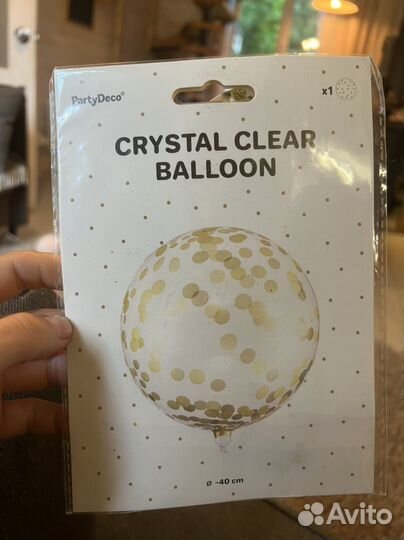 PartyDeco®
x1
CRYSTAL CLEAR
BALLOON
ø ~40 cm
Avito